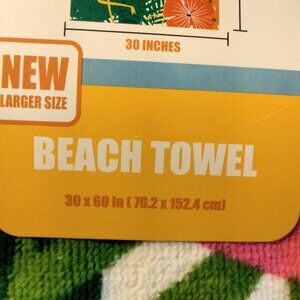 30 INCHES
NEW
LARGER SIZE
BEACH TOWEL
30 x 60 in ( 76.2 x 152.4 cm)